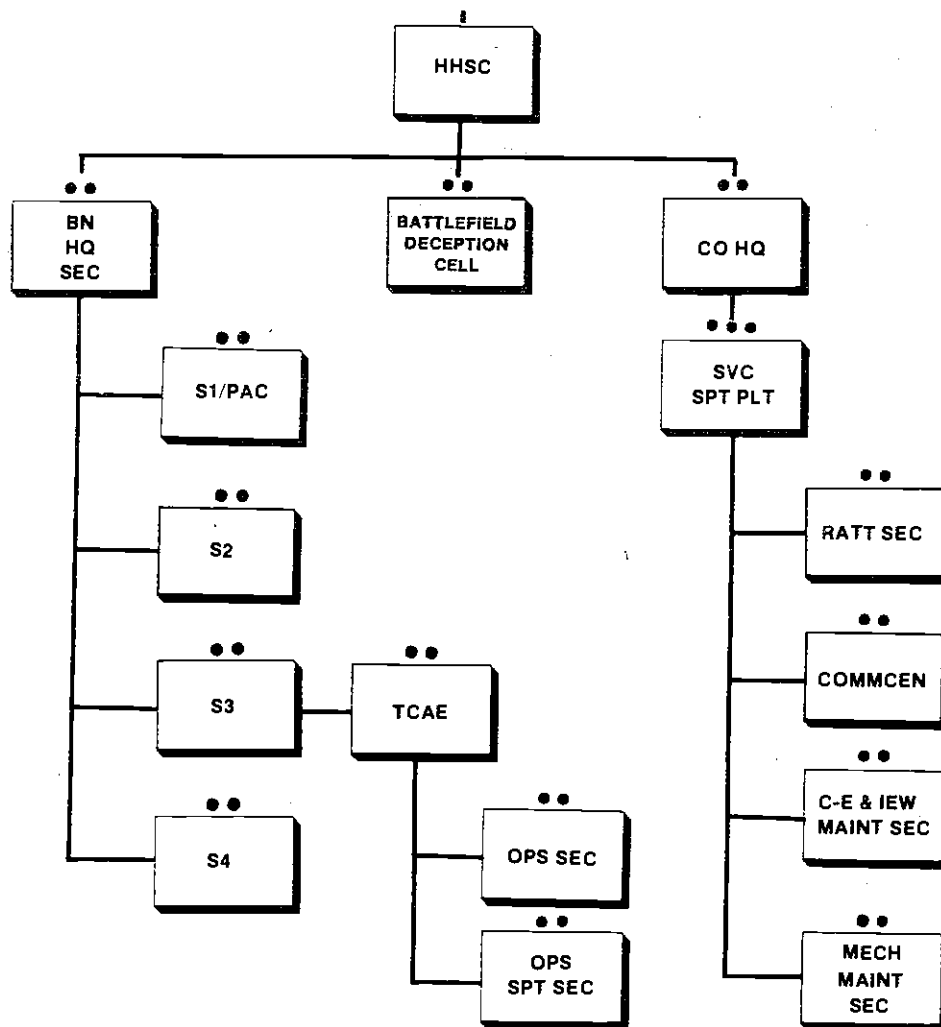 HHSC
BN
HQ
SEC
BATTLEFIELD
DECEPTION
CELL
CO HQ
S1/PAC
SVC
SPT PLT
S2
RATT SEC
S3
TCAE
COMMCEN
S4
OPS SEC
C-E & IEW
MAINT SEC
OPS
SPT SEC
MECH
MAINT
SEC